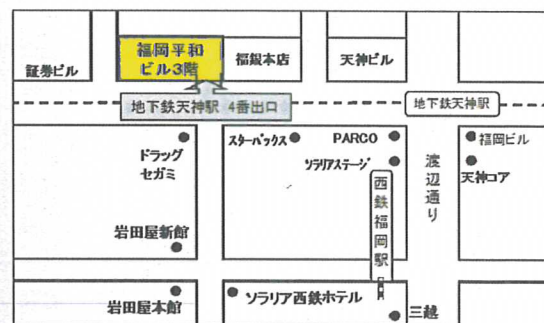 福岡平和
ビル3階
証券ビル
福銀本店
天神ビル
地下鉄天神駅 4番出口
地下鉄天神駅
ドラッグ
セガミ
スターバックス
PARCO
ソラリアステージ
福岡ビル
天神コア
渡辺通り
西鉄福岡駅
岩田屋新館
岩田屋本館
ソラリア西鉄ホテル
三越